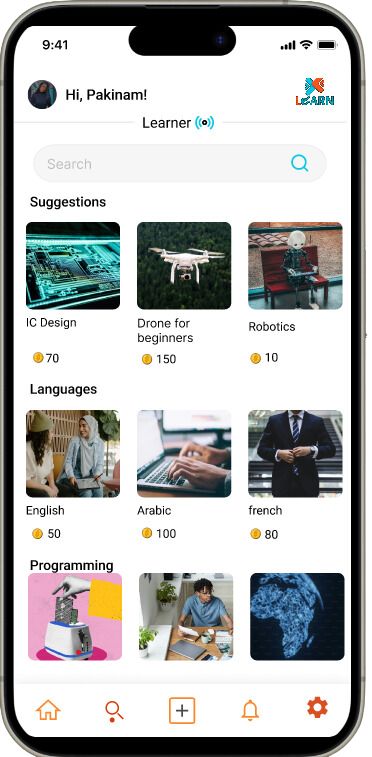 9:41
Hi, Pakinam!
LeARN
Learner
Search
Suggestions
IC Design
Drone for
beginners
Robotics
70
150
10
Languages
English
Arabic
french
50
100
80
Programming